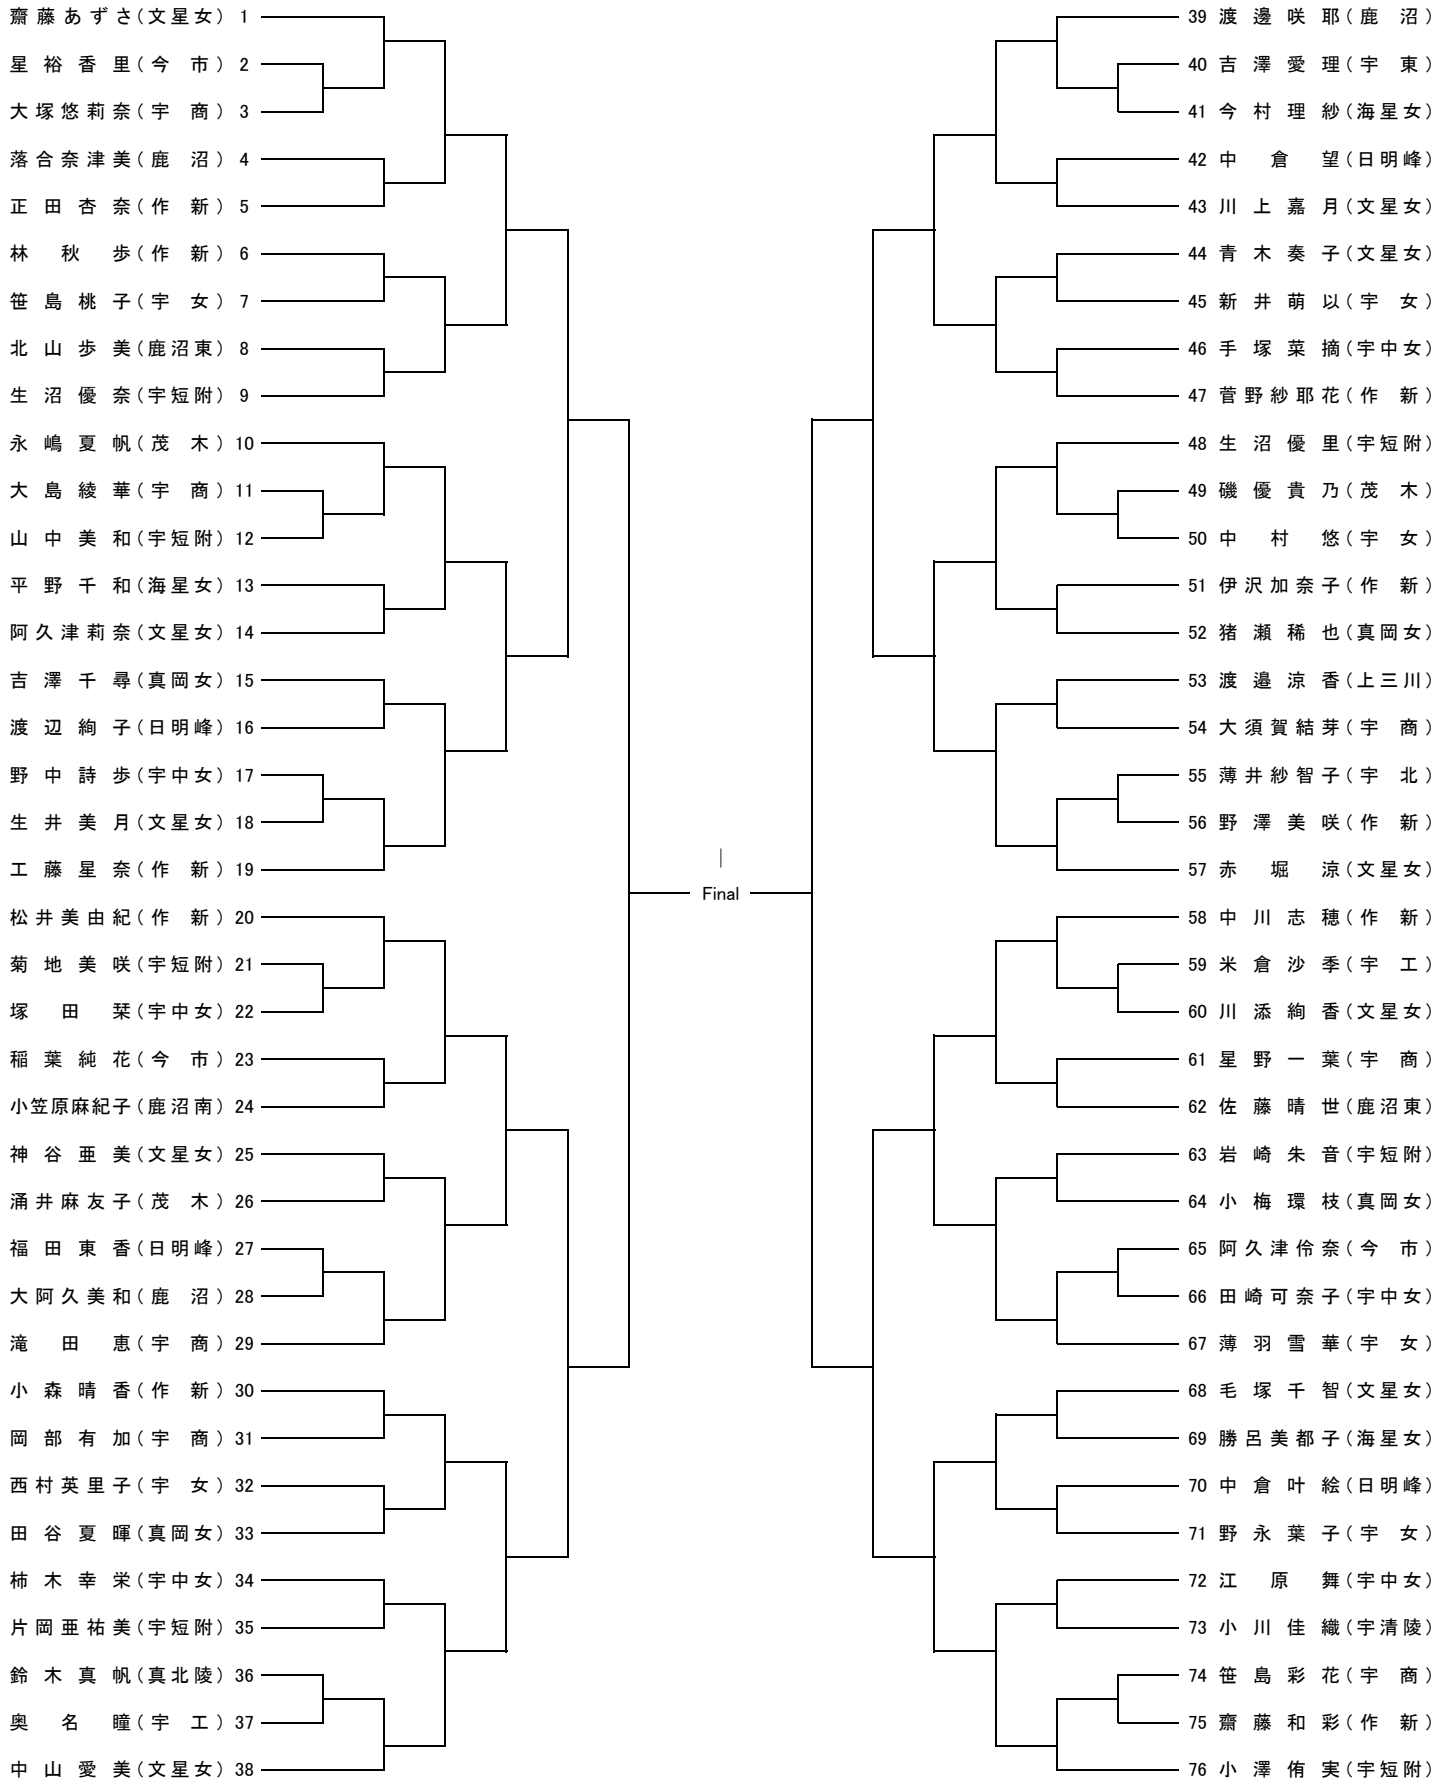 齋藤あずさ(文星女) 1
星裕香里(今市) 2
大塚悠莉奈(宇商) 3
落合奈津美(鹿沼) 4
正田杏奈(作新) 5
林秋歩(作新) 6
笹島桃子(宇女) 7
北山歩美(鹿沼東) 8
生沼優奈(宇短附) 9
永嶋夏帆(茂木) 10
大島綾華(宇商) 11
山中美和(宇短附) 12
平野千和(海星女) 13
阿久津莉奈(文星女) 14
吉澤千尋(真岡女) 15
渡辺絢子(日明峰) 16
野中詩歩(宇中女) 17
生井美月(文星女) 18
工藤星奈(作新) 19
松井美由紀(作新) 20
菊地美咲(宇短附) 21
塚田栞(宇中女) 22
稲葉純花(今市) 23
小笠原麻紀子(鹿沼南) 24
神谷亜美(文星女) 25
涌井麻友子(茂木) 26
福田東香(日明峰) 27
大阿久美和(鹿沼) 28
滝田恵(宇商) 29
小森晴香(作新) 30
岡部有加(宇商) 31
西村英里子(宇女) 32
田谷夏暉(真岡女) 33
柿木幸栄(宇中女) 34
片岡亜祐美(宇短附) 35
鈴木真帆(真北陵) 36
奥名瞳(宇工) 37
中山愛美(文星女) 38
|
Final
39 渡邊咲耶(鹿沼)
40 吉澤愛理(宇東)
41 今村理紗(海星女)
42 中倉望(日明峰)
43 川上嘉月(文星女)
44 青木奏子(文星女)
45 新井萌以(宇女)
46 手塚菜摘(宇中女)
47 菅野紗耶花(作新)
48 生沼優里(宇短附)
49 磯優貴乃(茂木)
50 中村悠(宇女)
51 伊沢加奈子(作新)
52 猪瀬稀也(真岡女)
53 渡邉涼香(上三川)
54 大須賀結芽(宇商)
55 薄井紗智子(宇北)
56 野澤美咲(作新)
57 赤堀涼(文星女)
58 中川志穂(作新)
59 米倉沙季(宇工)
60 川添絢香(文星女)
61 星野一葉(宇商)
62 佐藤晴世(鹿沼東)
63 岩崎朱音(宇短附)
64 小梅環枝(真岡女)
65 阿久津伶奈(今市)
66 田崎可奈子(宇中女)
67 薄羽雪華(宇女)
68 毛塚千智(文星女)
69 勝呂美都子(海星女)
70 中倉叶絵(日明峰)
71 野永葉子(宇女)
72 江原舞(宇中女)
73 小川佳織(宇清陵)
74 笹島彩花(宇商)
75 齋藤和彩(作新)
76 小澤侑実(宇短附)